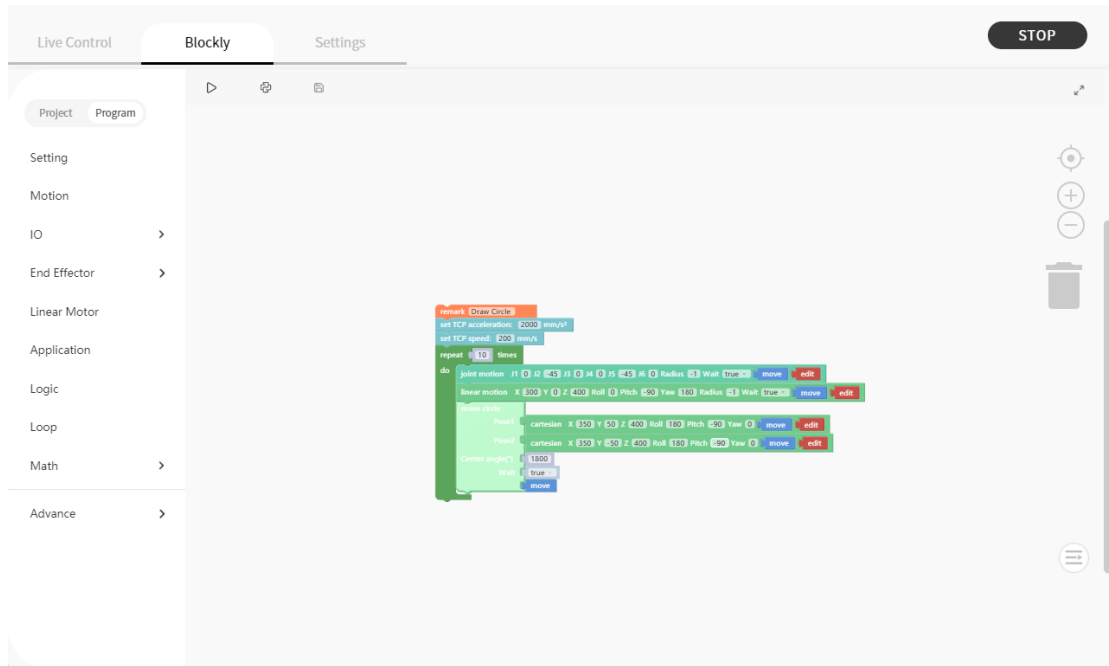 Live Control Blockly Settings STOP
Project Program
Setting
Motion
IO
End Effector
Linear Motor
Application
Logic
Loop
Math
Advance
remark Draw Circle
set TCP acceleration: 2000 mm/s²
set TCP speed: 200 mm/s
repeat 10 times
do joint motion J1 0 J2 -45 J3 0 J4 0 J5 -45 J6 0 Radius -1 Wait true move edit
linear motion X 300 Y 0 Z 400 Roll 0 Pitch -90 Yaw 180 Radius -1 Wait true move edit
move circle
Pose1 cartesian X 350 Y 50 Z 400 Roll 180 Pitch -90 Yaw 0 move edit
Pose2 cartesian X 350 Y -50 Z 400 Roll 180 Pitch -90 Yaw 0 move edit
Center angle(°) 1800
Wait true
move